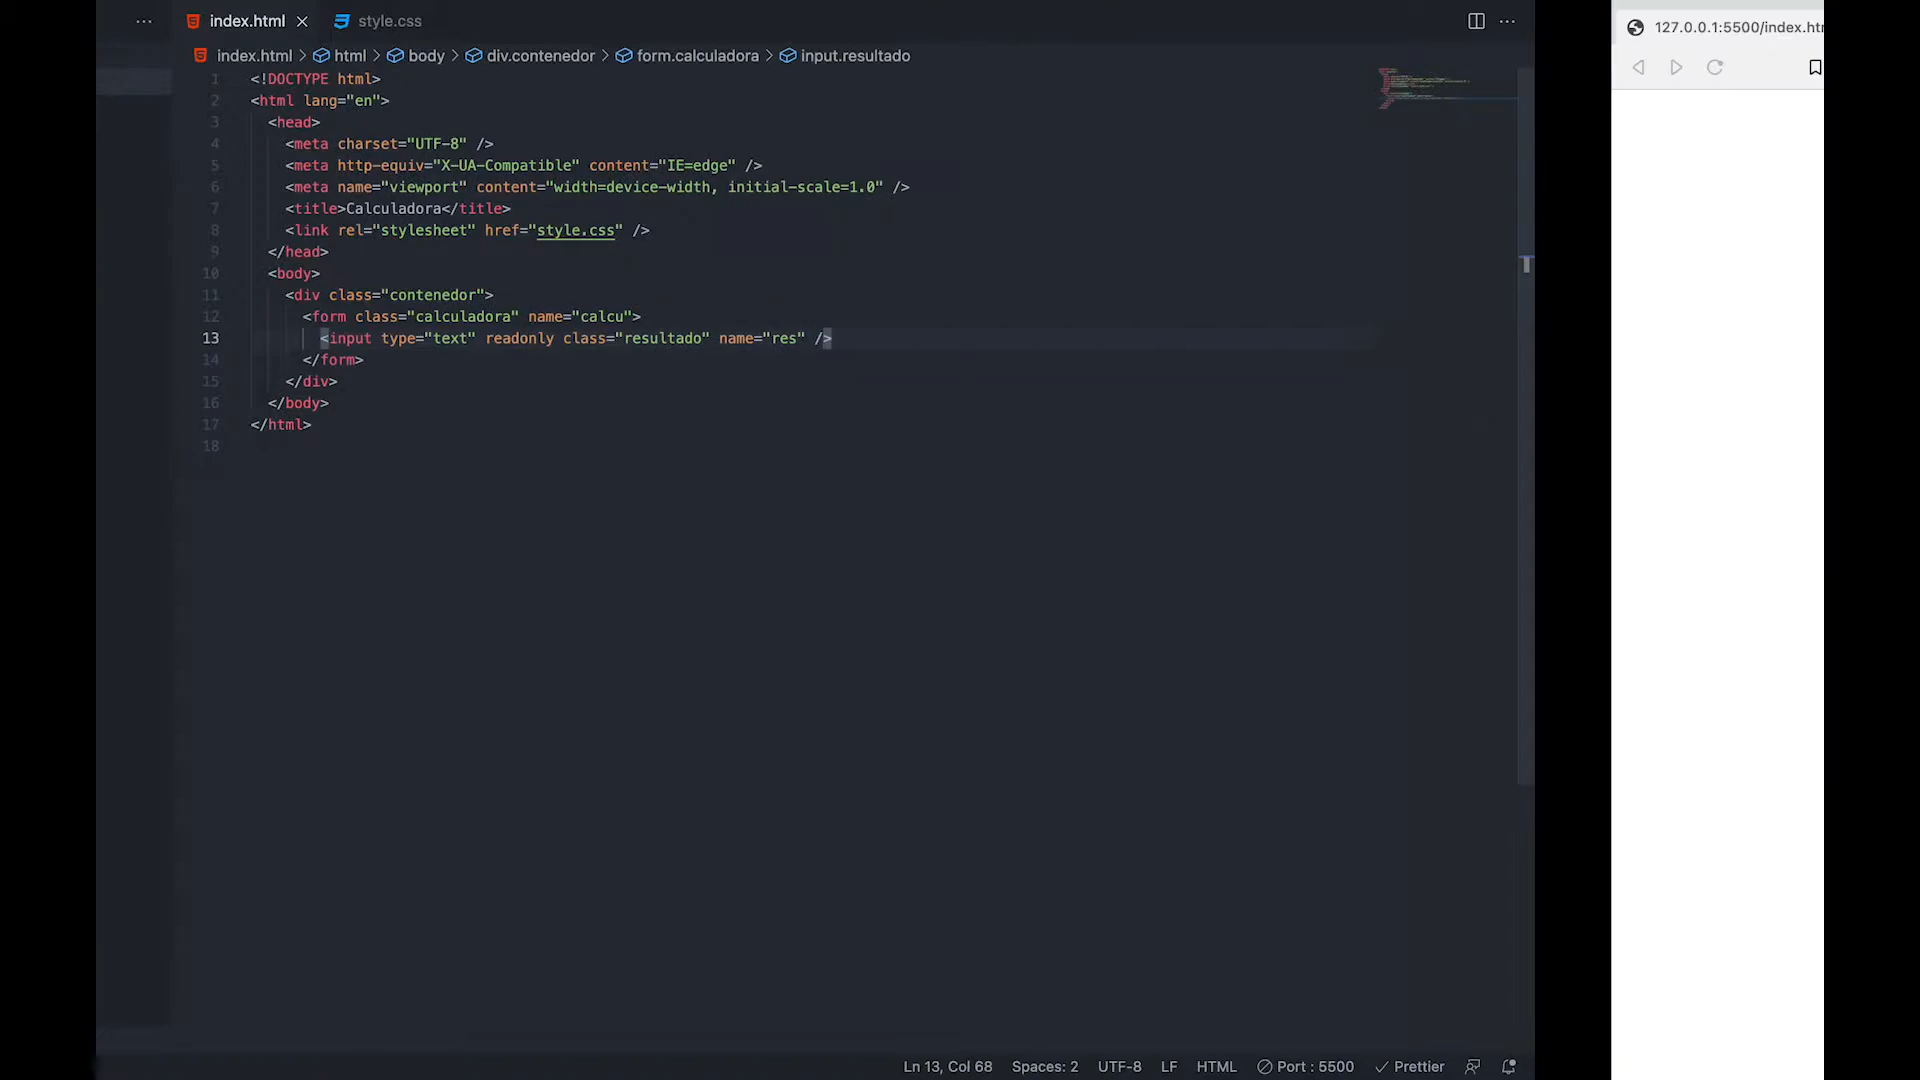 index.html
style.css
127.0.0.1:5500/index.htm
index.html > html > body > div.contenedor > form.calculadora > input.resultado
1 <!DOCTYPE html>
2 <html lang="en">
3 <head>
4 <meta charset="UTF-8" />
5 <meta http-equiv="X-UA-Compatible" content="IE=edge" />
6 <meta name="viewport" content="width=device-width, initial-scale=1.0" />
7 <title>Calculadora</title>
8 <link rel="stylesheet" href="style.css" />
9 </head>
10 <body>
11 <div class="contenedor">
12 <form class="calculadora" name="calcu">
13 <input type="text" readonly class="resultado" name="res" />
14 </form>
15 </div>
16 </body>
17 </html>
18
Ln 13, Col 68 Spaces: 2 UTF-8 LF HTML Port : 5500 Prettier